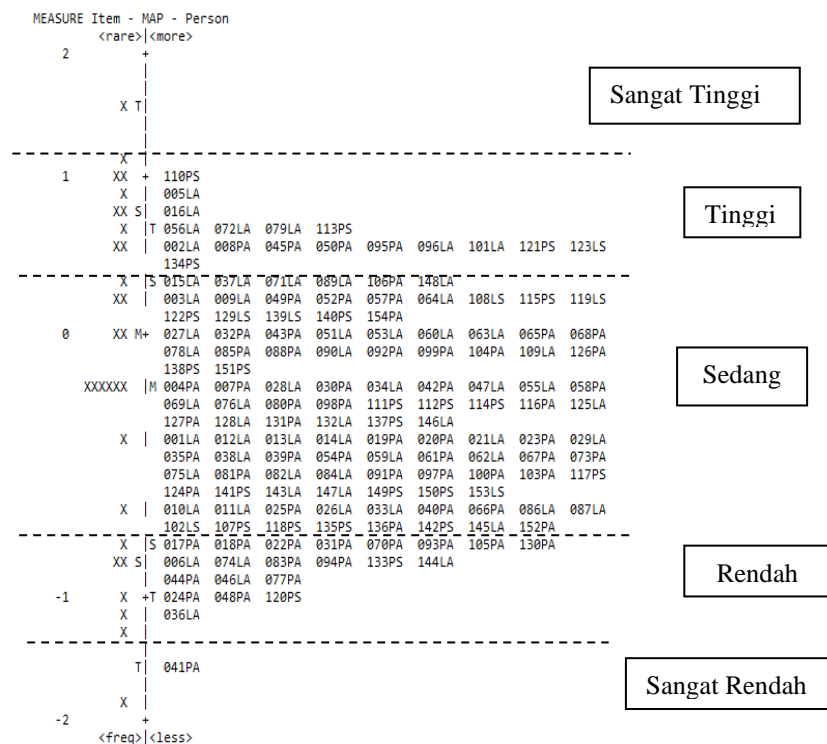 MEASURE Item - MAP - Person
<rare>|<more>
2 +
|
|
X T|
|
Sangat Tinggi
|
X |
1 XX + 110PS
X | 005LA
XX S| 016LA
Tinggi
X |T 056LA 072LA 079LA 113PS
XX | 002LA 008PA 045PA 050PA 095PA 096LA 101LA 121PS 123LS
134PS
X |S 015LA 037LA 071LA 089LA 106PA 148LA
XX | 003LA 009LA 049PA 052PA 057PA 064LA 108LS 115PS 119LS
122PS 129LS 139LS 140PS 154PA
0 XX M+ 027LA 032PA 043PA 051LA 053LA 060LA 063LA 065PA 068PA
078LA 085PA 088PA 090LA 092PA 099PA 104PA 109LA 126PA
138PS 151PS
Sedang
XXXXXX |M 004PA 007PA 028LA 030PA 034LA 042PA 047LA 055LA 058PA
069LA 076LA 080PA 098PA 111PS 112PS 114PS 116PA 125LA
127PA 128LA 131PA 132LA 137PS 146LA
X | 001LA 012LA 013LA 014LA 019PA 020PA 021LA 023PA 029LA
035PA 038LA 039PA 054PA 059LA 061PA 062LA 067PA 073PA
075LA 081PA 082LA 084LA 091PA 097PA 100PA 103PA 117PS
124PA 141PS 143LA 147LA 149PS 150PS 153LS
X | 010LA 011LA 025PA 026LA 033LA 040PA 066PA 086LA 087LA
102LS 107PS 118PS 135PS 136PA 142PS 145LA 152PA
X |S 017PA 018PA 022PA 031PA 070PA 093PA 105PA 130PA
XX S| 006LA 074LA 083PA 094PA 133PS 144LA
044PA 046LA 077PA
Rendah
-1 X +T 024PA 048PA 120PS
X | 036LA
X |
|
T| 041PA
Sangat Rendah
|
X |
-2 +
<freq>|<less>